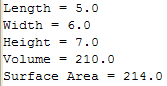 Length = 5.0
Width = 6.0
Height = 7.0
Volume = 210.0
Surface Area = 214.0